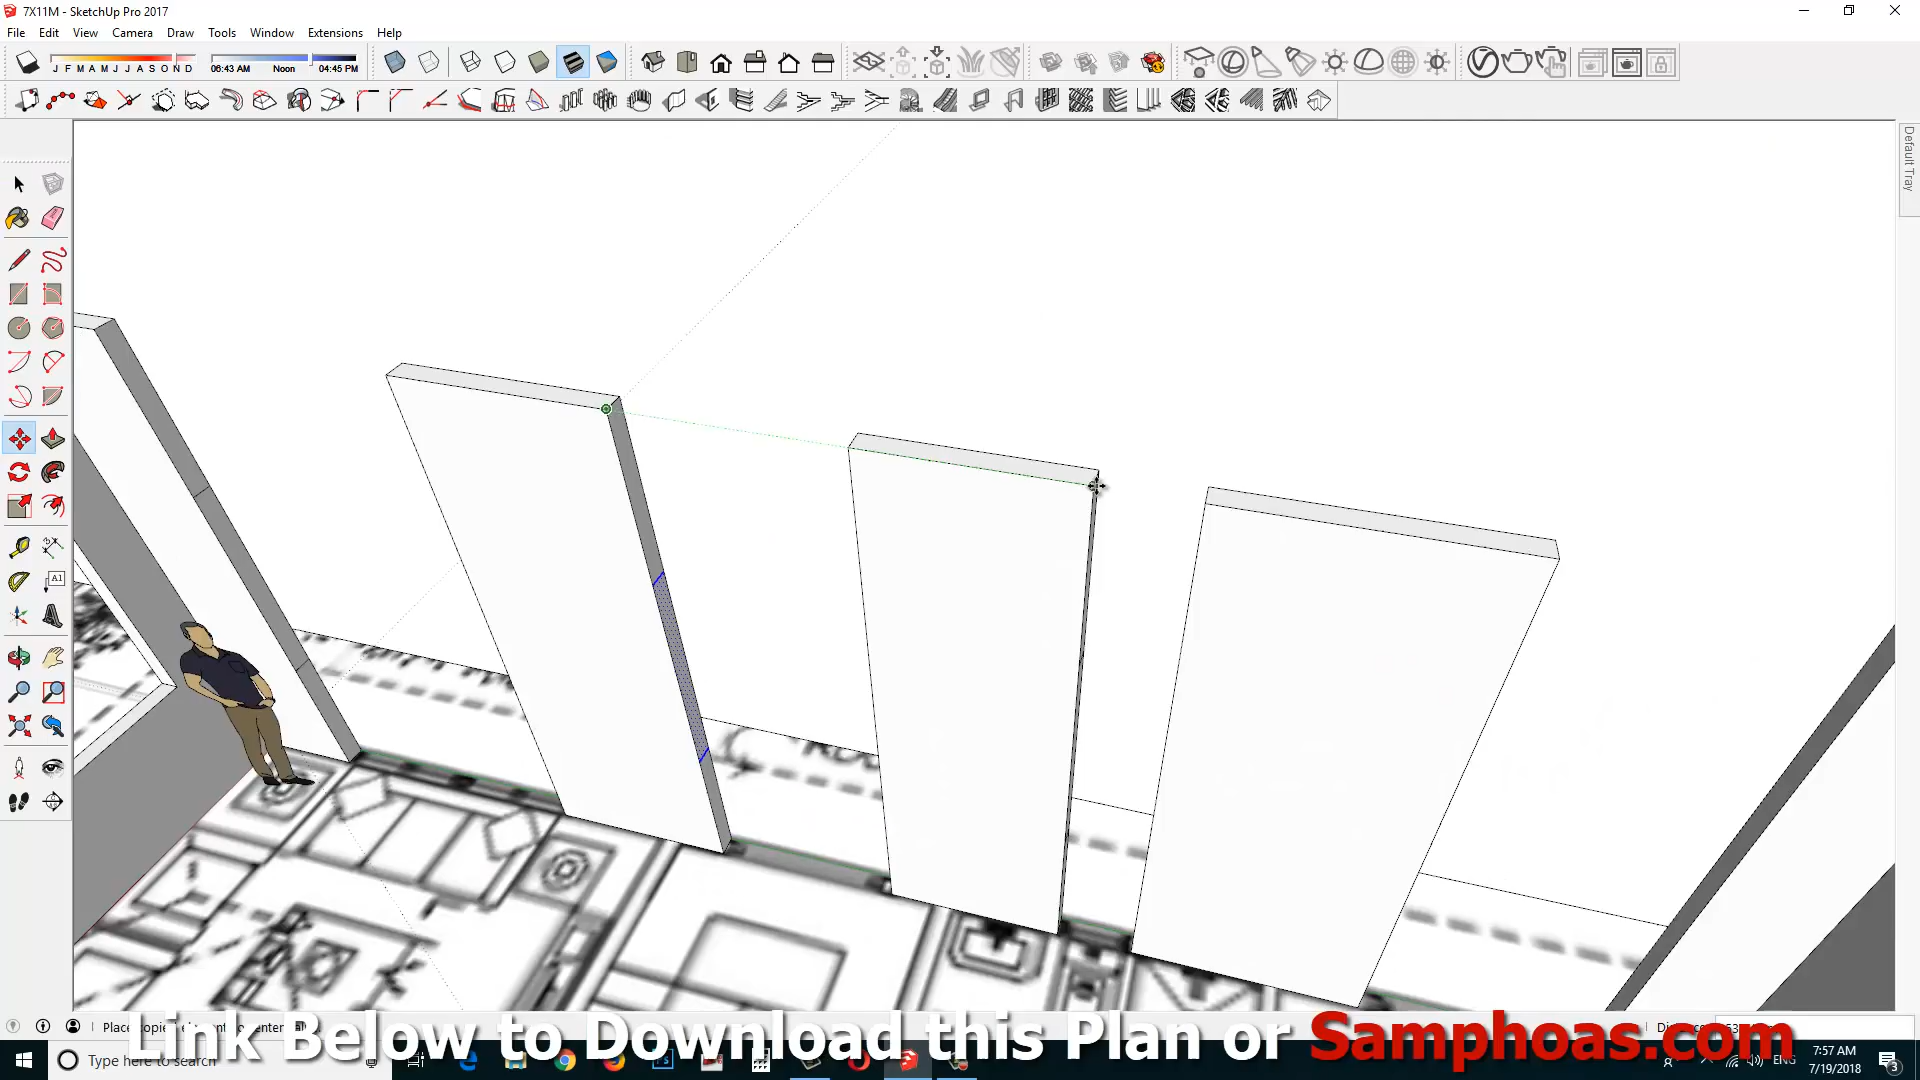 7X11M - SketchUp Pro 2017
File Edit View Camera Draw Tools Window Extensions Help
J F M A M J J A S O N D
06:43 AM Noon 04:45 PM
Default Tray
A1
Link Below to Download this Plan or Samphoas.com
Type here to search
ENG
7:57 AM
7/19/2018
3